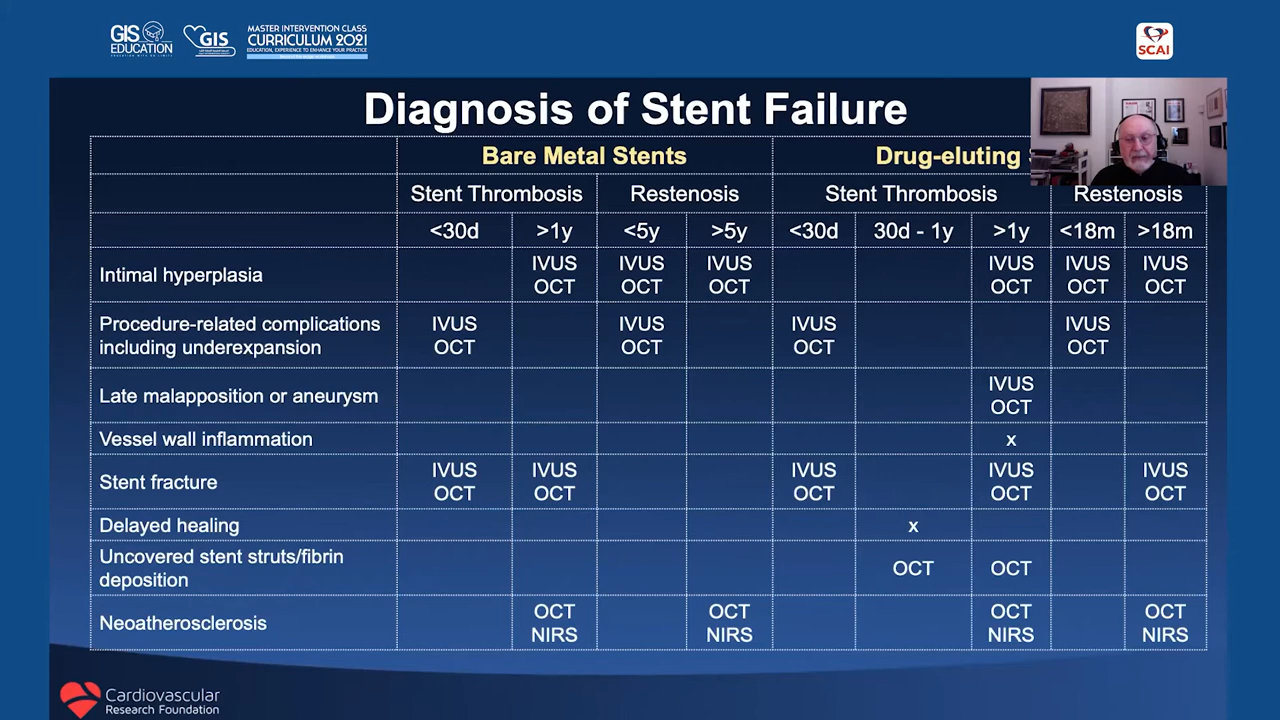 GIS
EDUCATION
GIS
MASTER INTERVENTION CLASS
CURRICULUM 2021
EDUCATION, EXPERIENCE TO ENHANCE YOUR PRACTICE
SCAI
Diagnosis of Stent Failure
Bare Metal Stents Drug-eluting
Stent Thrombosis Restenosis Stent Thrombosis Restenosis
<30d >1y <5y >5y <30d 30d - 1y >1y <18m >18m
Intimal hyperplasia
IVUS IVUS IVUS IVUS IVUS IVUS
OCT OCT OCT OCT OCT OCT
Procedure-related complications
including underexpansion
IVUS IVUS IVUS IVUS
OCT OCT OCT OCT
Late malapposition or aneurysm
IVUS
OCT
Vessel wall inflammation x
Stent fracture
IVUS IVUS IVUS IVUS IVUS
OCT OCT OCT OCT OCT
Delayed healing x
Uncovered stent struts/fibrin
deposition
OCT OCT
Neoatherosclerosis
OCT OCT OCT OCT
NIRS NIRS NIRS NIRS
Cardiovascular
Research Foundation